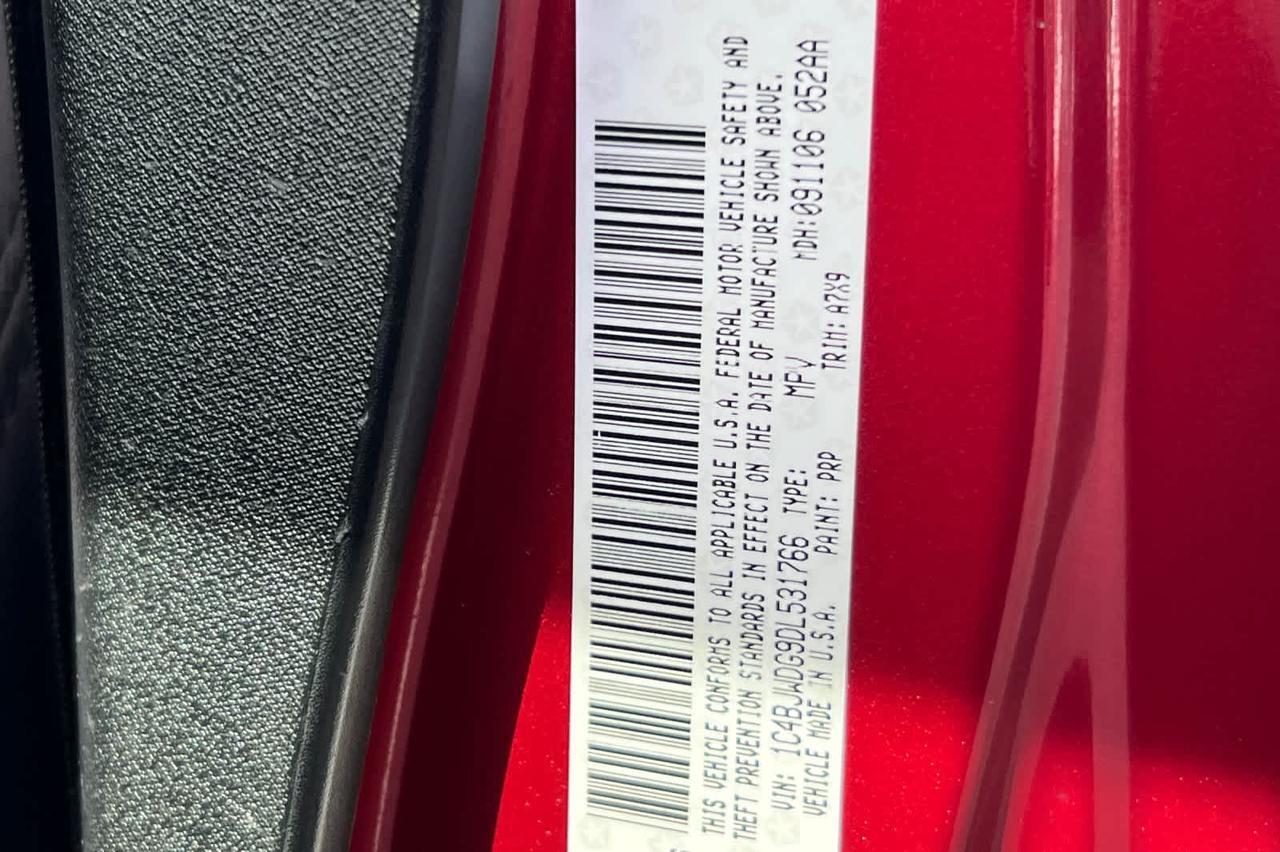 THIS VEHICLE CONFORMS TO ALL APPLICABLE U.S.A. FEDERAL MOTOR VEHICLE SAFETY AND
THEFT PREVENTION STANDARDS IN EFFECT ON THE DATE OF MANUFACTURE SHOWN ABOVE.
VIN: 1C4BJWDG9DL531766 TYPE: MPV MDH:091106 052AA
VEHICLE MADE IN U.S.A. PAINT: PRP TRIM: A7X9